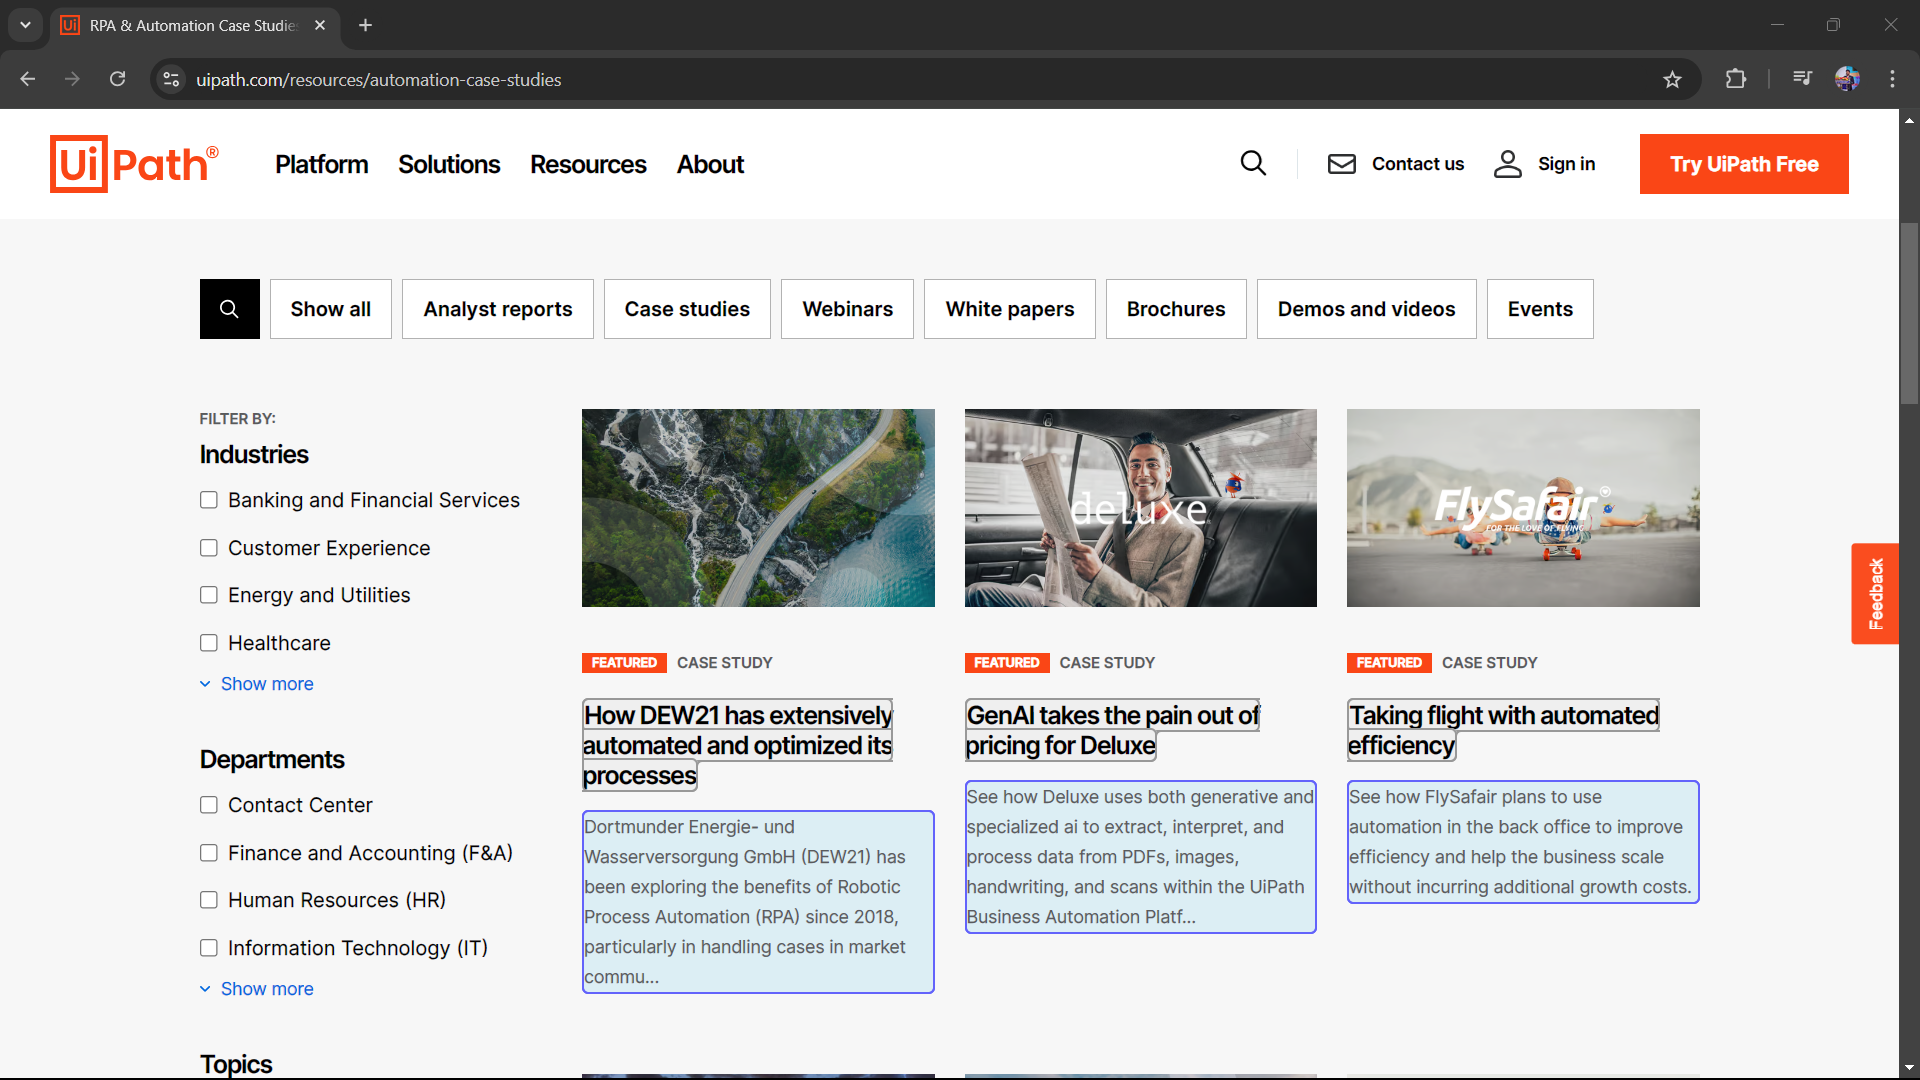 RPA & Automation Case Studies
uipath.com/resources/automation-case-studies
UiPath®
Platform
Solutions
Resources
About
Contact us
Sign in
Try UiPath Free
Show all
Analyst reports
Case studies
Webinars
White papers
Brochures
Demos and videos
Events
FILTER BY:
Industries
Banking and Financial Services
Customer Experience
Energy and Utilities
Healthcare
Show more
Departments
Contact Center
Finance and Accounting (F&A)
Human Resources (HR)
Information Technology (IT)
Show more
Topics
FEATURED CASE STUDY
How DEW21 has extensively
automated and optimized its
processes
Dortmunder Energie- und
Wasserversorgung GmbH (DEW21) has
been exploring the benefits of Robotic
Process Automation (RPA) since 2018,
particularly in handling cases in market
commu...
deluxe
FEATURED CASE STUDY
GenAI takes the pain out of
pricing for Deluxe
See how Deluxe uses both generative and
specialized ai to extract, interpret, and
process data from PDFs, images,
handwriting, and scans within the UiPath
Business Automation Platf...
FlySafair®
FOR THE LOVE OF FLYING
FEATURED CASE STUDY
Taking flight with automated
efficiency
See how FlySafair plans to use
automation in the back office to improve
efficiency and help the business scale
without incurring additional growth costs.
Feedback